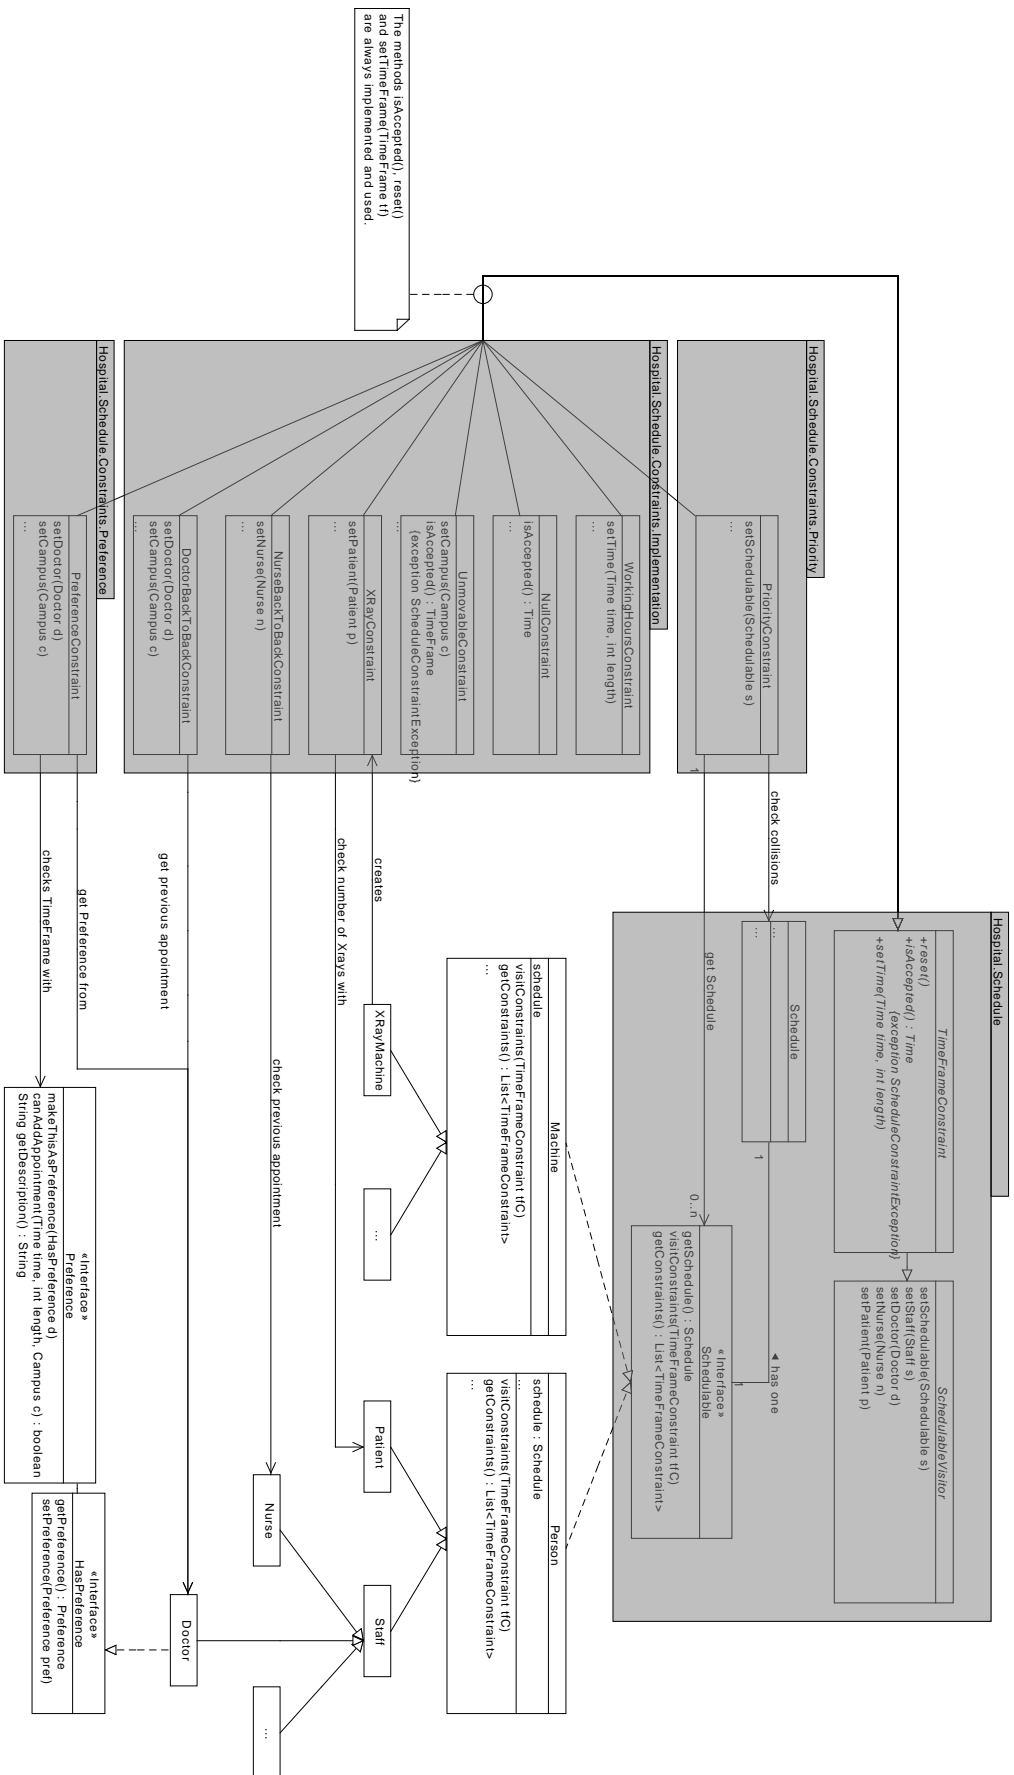 The methods isAccepted(), reset()
and setTimeFrame(TimeFrame tf)
are always implemented and used.
Hospital.Schedule.Constraints.Priority
PriorityConstraint
setSchedulable(Schedulable s)
...
Hospital.Schedule.Constraints.Implementation
WorkingHoursConstraint
setTime(Time time, int length)
...
NullConstraint
isAccepted() : Time
...
UnmovableConstraint
setCampus(Campus c)
isAccepted() : TimeFrame
{exception ScheduleConstraintException}
...
XRayConstraint
setPatient(Patient p)
...
NurseBackToBackConstraint
setNurse(Nurse n)
...
DoctorBackToBackConstraint
setDoctor(Doctor d)
setCampus(Campus c)
...
Hospital.Schedule.Constraints.Preference
PreferenceConstraint
setDoctor(Doctor d)
setCampus(Campus c)
...
check collisions
1
get Schedule
0..n
creates
check number of Xrays with
check previous appointment
get previous appointment
get Preference from
checks TimeFrame with
Hospital.Schedule
TimeFrameConstraint
+reset()
+isAccepted() : Time
{exception ScheduleConstraintException}
+setTime(Time time, int length)
SchedulableVisitor
setSchedulable(Schedulable s)
setStaff(Staff s)
setDoctor(Doctor d)
setNurse(Nurse n)
setPatient(Patient p)
Schedule
...
...
1
◄ has one
1
«Interface»
Schedulable
getSchedule() : Schedule
visitConstraints(TimeFrameConstraint tfC)
getConstraints() : List<TimeFrameConstraint>
Machine
schedule
visitConstraints(TimeFrameConstraint tfC)
getConstraints() : List<TimeFrameConstraint>
...
Person
schedule : Schedule
...
visitConstraints(TimeFrameConstraint tfC)
getConstraints() : List<TimeFrameConstraint>
...
XRayMachine
...
Patient
Staff
Nurse
...
Doctor
«Interface»
Preference
makeThisAsPreference(HasPreference d)
canAddAppointment(Time time, int length, Campus c) : boolean
String getDescription() : String
«Interface»
HasPreference
getPreference() : Preference
setPreference(Preference pref)